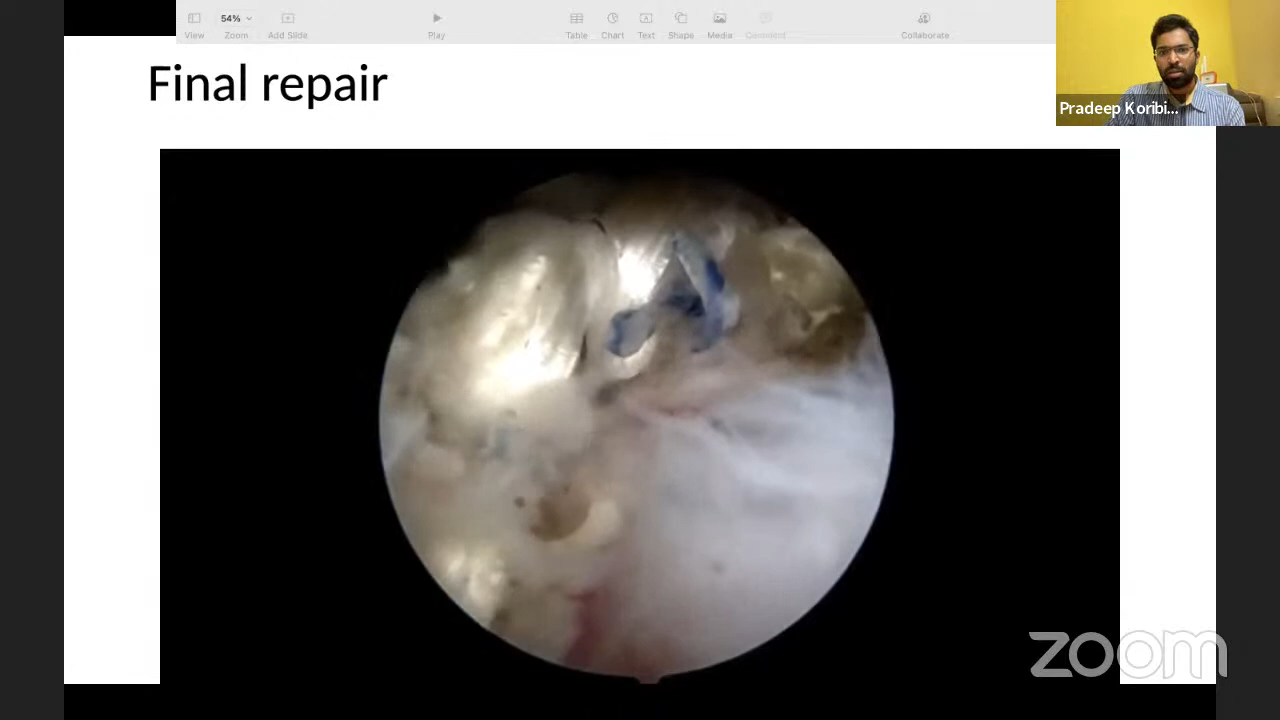 54%
View
Zoom
Add Slide
Play
Table
Chart
Text
Shape
Media
Comment
Collaborate
Final repair
Pradeep Koribi...
zoom